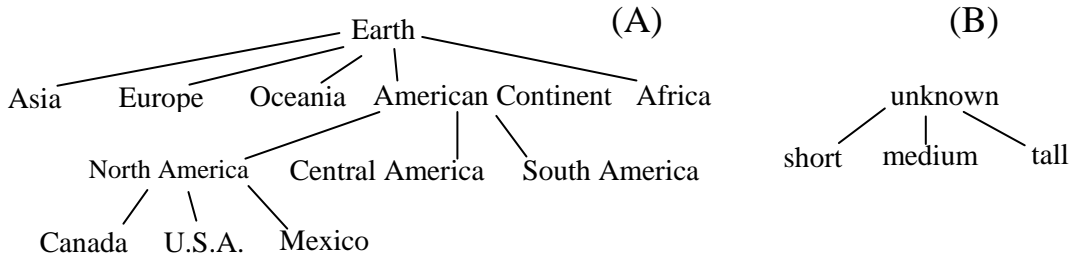 Earth (A) (B)
Asia Europe Oceania American Continent Africa unknown
North America Central America South America short medium tall
Canada U.S.A. Mexico